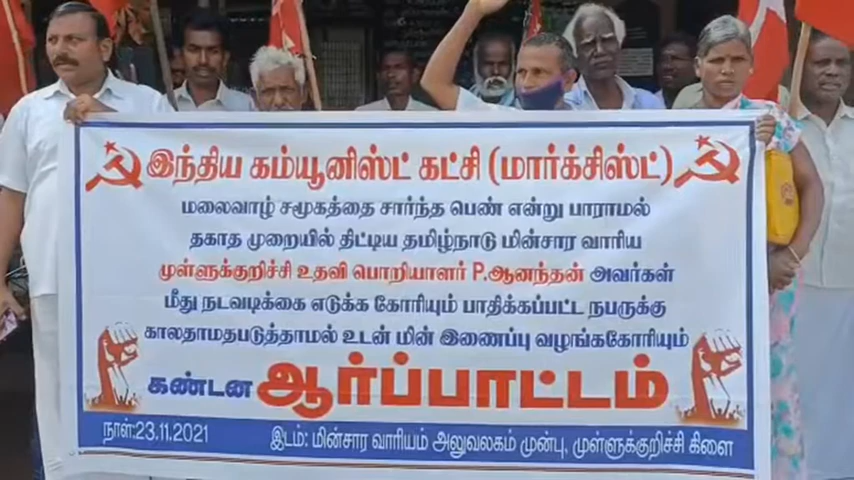 இந்திய கம்யூனிஸ்ட் கட்சி (மார்க்சிஸ்ட்)
மலைவாழ் சமூகத்தை சார்ந்த பெண் என்று பாராமல்
தகாத முறையில் திட்டிய தமிழ்நாடு மின்சார வாரிய
முள்ளுக்குறிச்சி உதவி பொறியாளர் P.ஆனந்தன் அவர்கள்
மீது நடவடிக்கை எடுக்க கோரியும் பாதிக்கப்பட்ட நபருக்கு
காலதாமதபடுத்தாமல் உடன் மின் இணைப்பு வழங்ககோரியும்
கண்டன ஆர்ப்பாட்டம்
நாள்:23.11.2021 இடம்: மின்சார வாரியம் அலுவலகம் முன்பு, முள்ளுக்குறிச்சி கிளை